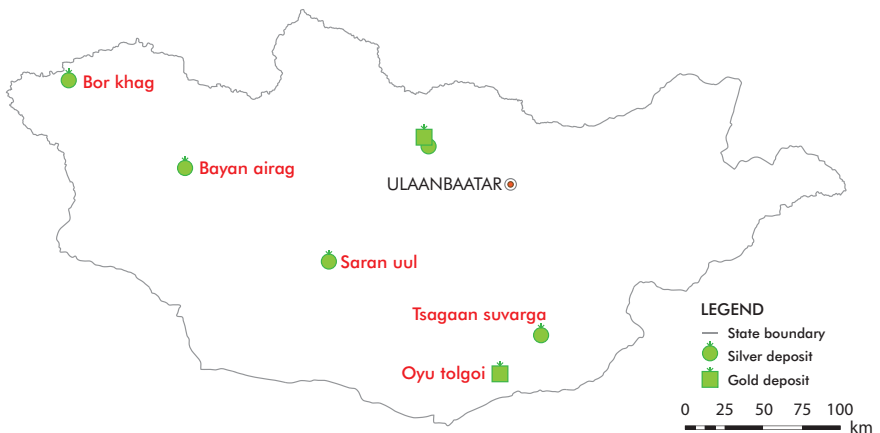 Bor khag
Bayan airag
ULAANBAATAR
Saran uul
Tsagaan suvarga
Oyu tolgoi
LEGEND
State boundary
Silver deposit
Gold deposit
0 25 50 75 100
km